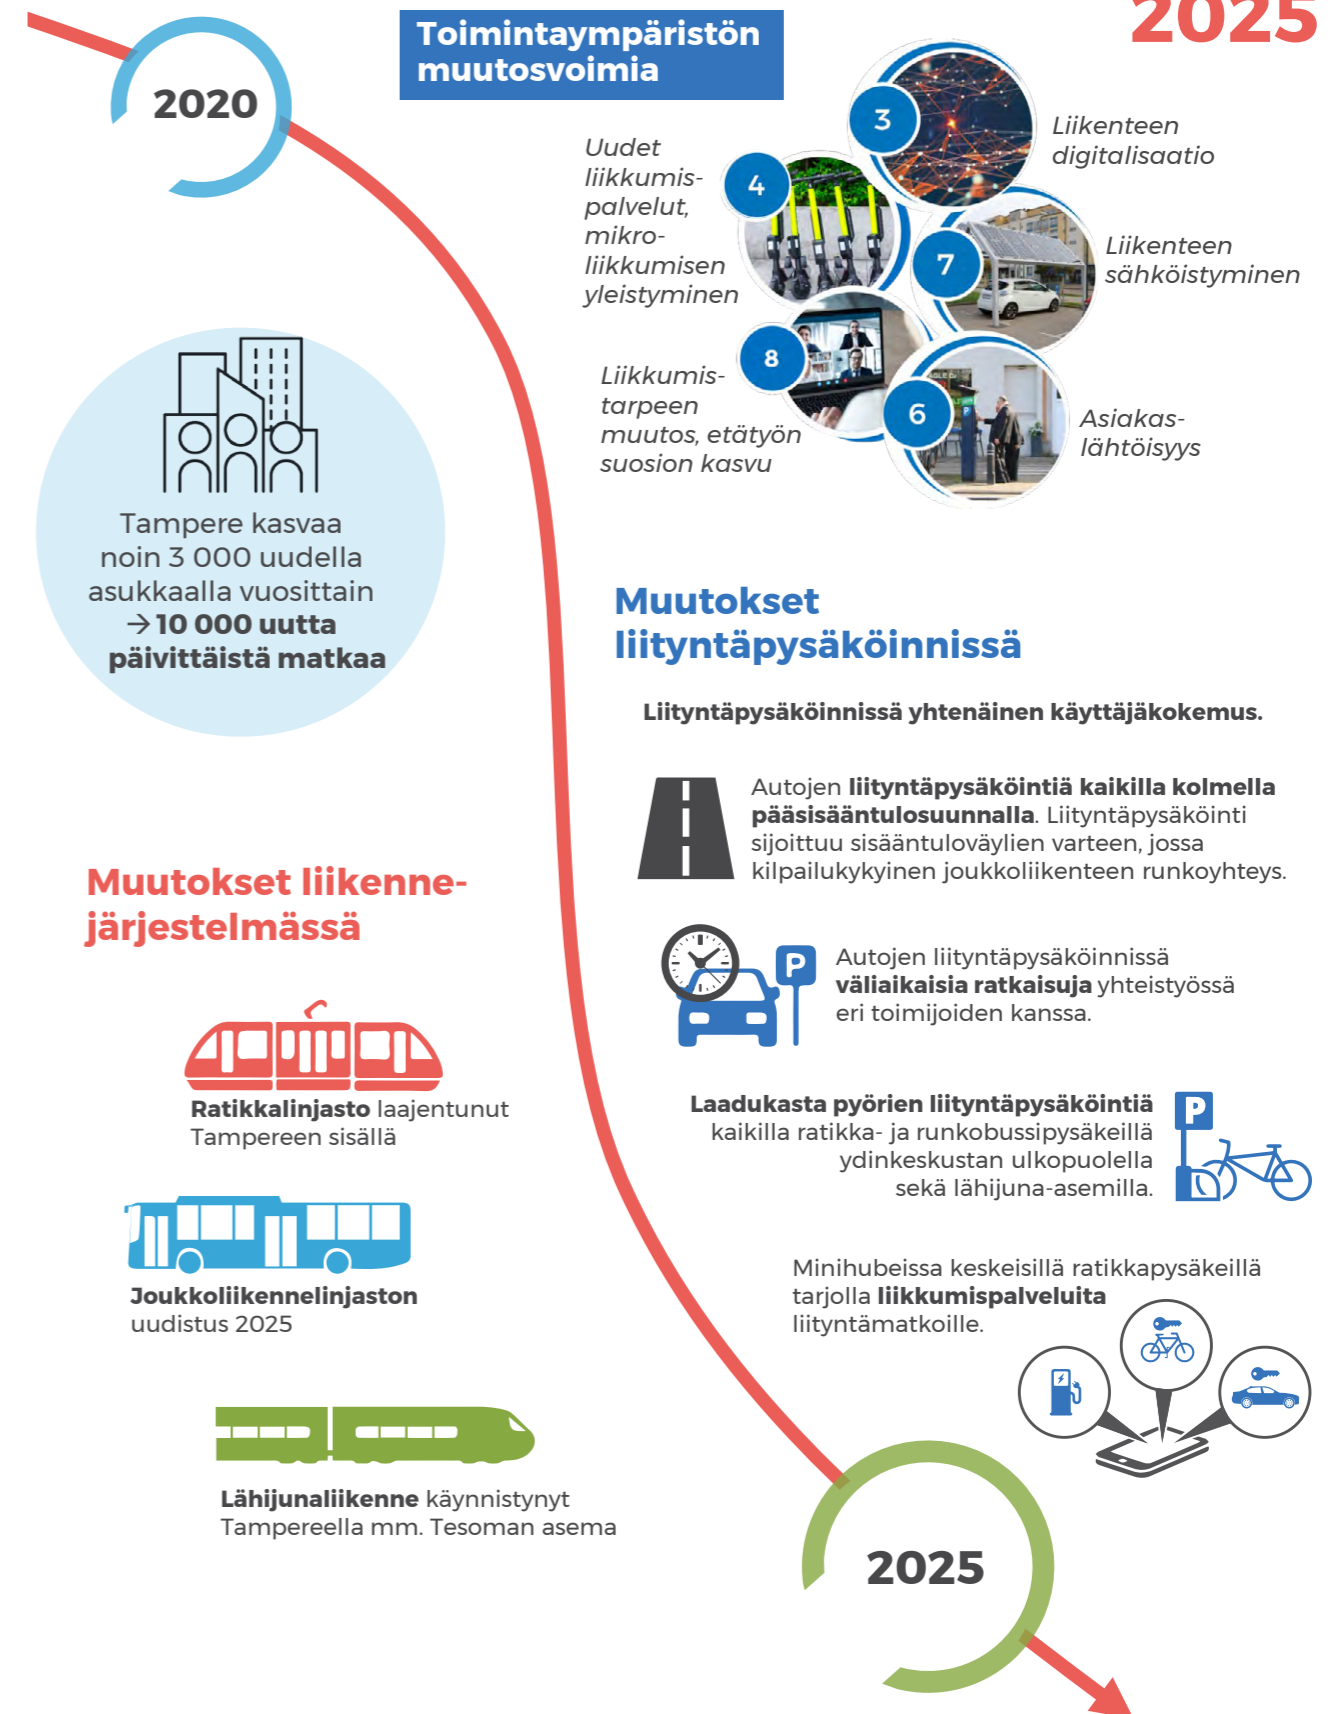 2025
2020
Toimintaympäristön
muutosvoimia
3
Liikenteen
digitalisaatio
Uudet
liikkumis-
palvelut,
mikro-
liikkumisen
yleistyminen
4
7
Liikenteen
sähköistyminen
8
Liikkumis-
tarpeen
muutos, etätyön
suosion kasvu
6
Asiakas-
lähtöisyys
Tampere kasvaa
noin 3 000 uudella
asukkaalla vuosittain
→ 10 000 uutta
päivittäistä matkaa
Muutokset
liityntäpysäköinnissä
Liityntäpysäköinnissä yhtenäinen käyttäjäkokemus.
Autojen liityntäpysäköintiä kaikilla kolmella
pääsisääntulosuunnalla. Liityntäpysäköinti
sijoittuu sisääntuloväylien varteen, jossa
kilpailukykyinen joukkoliikenteen runkoyhteys.
P
Autojen liityntäpysäköinnissä
väliaikaisia ratkaisuja yhteistyössä
eri toimijoiden kanssa.
Laadukasta pyörien liityntäpysäköintiä
kaikilla ratikka- ja runkobussipysäkeillä
ydinkeskustan ulkopuolella
sekä lähijuna-asemilla.
P
Minihubeissa keskeisillä ratikkapysäkeillä
tarjolla liikkumispalveluita
liityntämatkoille.
Muutokset liikenne-
järjestelmässä
Ratikkalinjasto laajentunut
Tampereen sisällä
Joukkoliikennelinjaston
uudistus 2025
Lähijunaliikenne käynnistynyt
Tampereella mm. Tesoman asema
2025